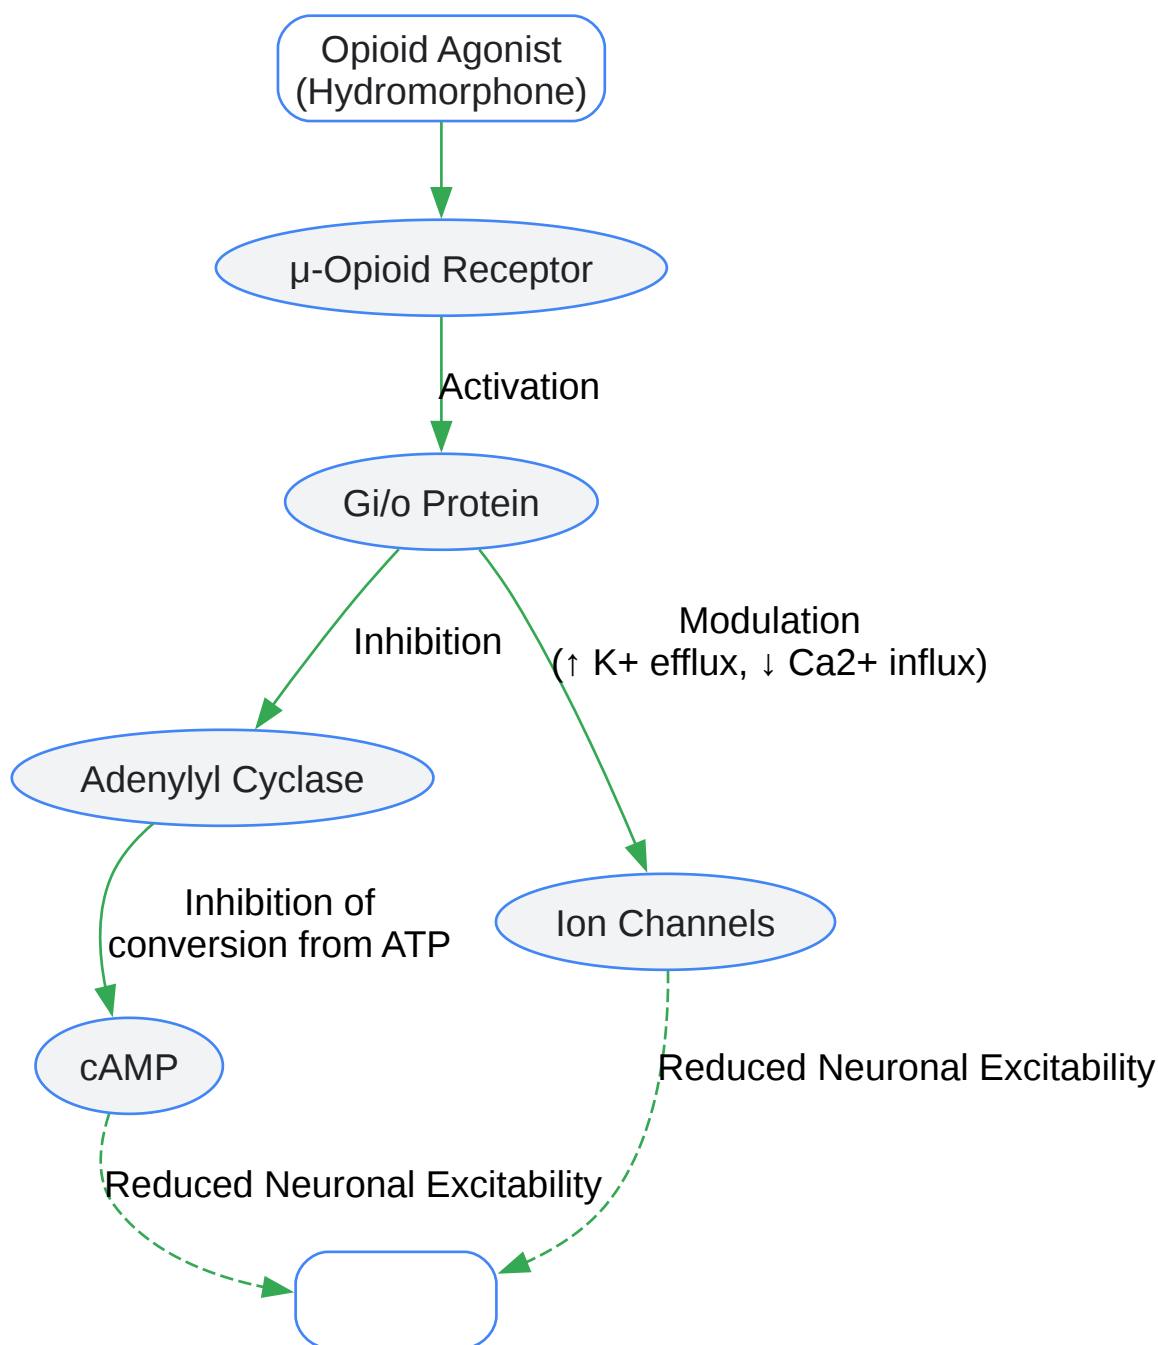 Opioid Agonist
(Hydromorphone)
μ-Opioid Receptor
Activation
Gi/o Protein
Inhibition
Modulation
(↑ K+ efflux, ↓ Ca2+ influx)
Adenylyl Cyclase
Inhibition of
conversion from ATP
Ion Channels
cAMP
Reduced Neuronal Excitability
Reduced Neuronal Excitability